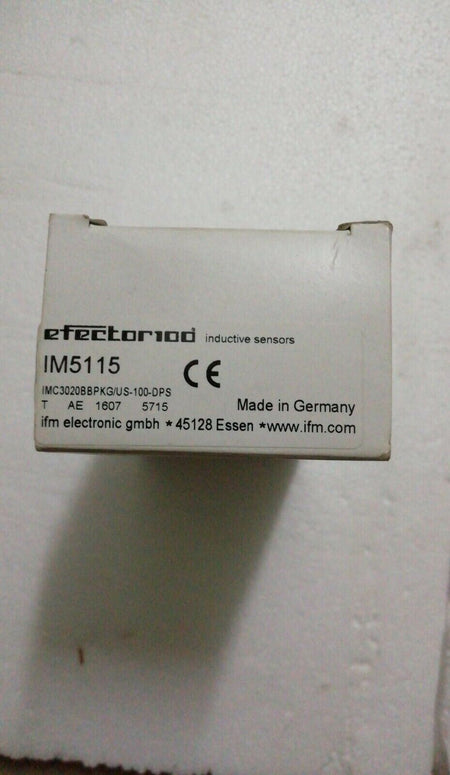 efector100 inductive sensors
IM5115 CE
IMC3020BBPKG/US-100-DPS
T AE 1607 5715 Made in Germany
ifm electronic gmbh * 45128 Essen * www.ifm.com